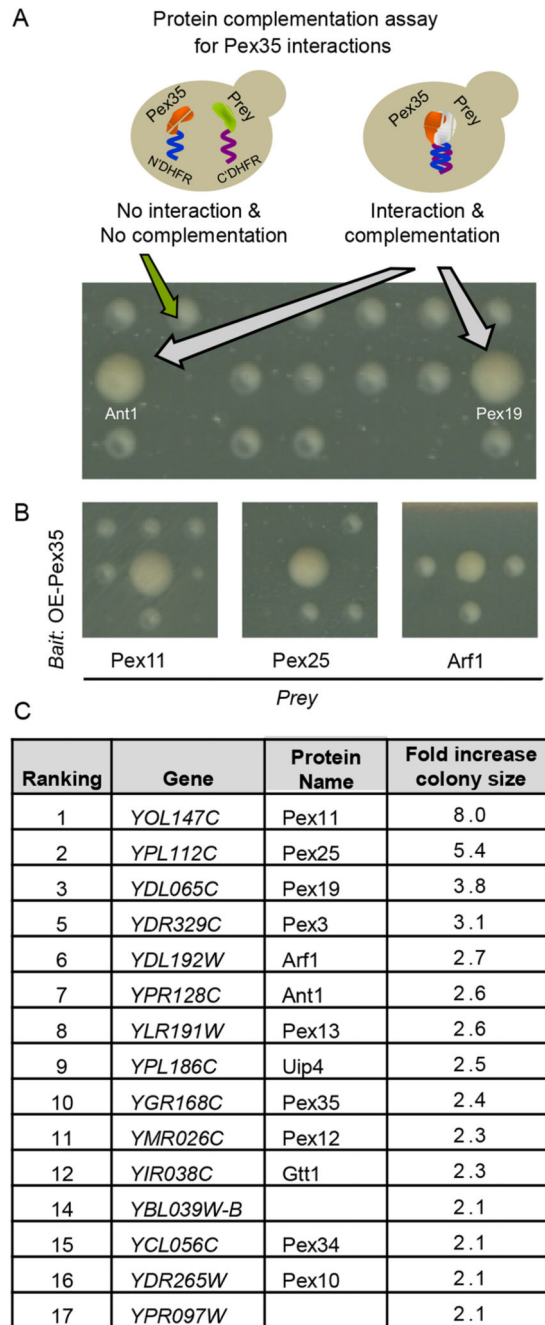 A
Protein complementation assay
for Pex35 interactions
Pex35
Prey
N'DHFR
C'DHFR
Pex35
Prey
No interaction &
No complementation
Interaction &
complementation
Ant1
Pex19
B
Bait: OE-Pex35
Pex11 Pex25 Arf1
Prey
C
Ranking Gene Protein Name Fold increase colony size
1 YOL147C Pex11 8.0
2 YPL112C Pex25 5.4
3 YDL065C Pex19 3.8
5 YDR329C Pex3 3.1
6 YDL192W Arf1 2.7
7 YPR128C Ant1 2.6
8 YLR191W Pex13 2.6
9 YPL186C Uip4 2.5
10 YGR168C Pex35 2.4
11 YMR026C Pex12 2.3
12 YIR038C Gtt1 2.3
14 YBL039W-B 2.1
15 YCL056C Pex34 2.1
16 YDR265W Pex10 2.1
17 YPR097W 2.1